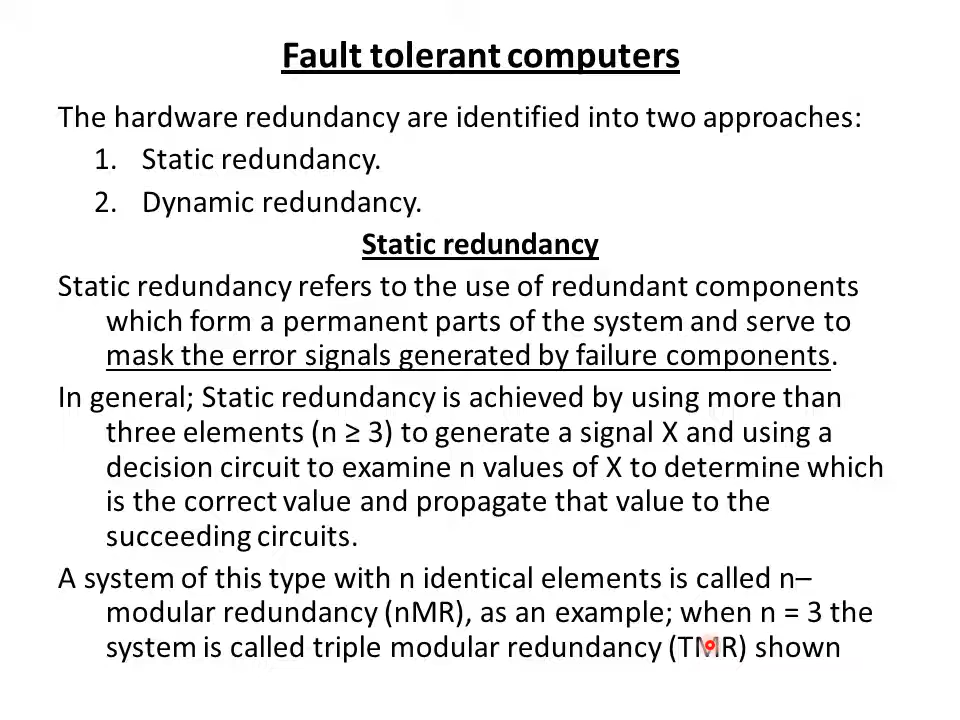 Fault tolerant computers
The hardware redundancy are identified into two approaches:
1. Static redundancy.
2. Dynamic redundancy.
Static redundancy
Static redundancy refers to the use of redundant components
which form a permanent parts of the system and serve to
mask the error signals generated by failure components.
In general; Static redundancy is achieved by using more than
three elements (n ≥ 3) to generate a signal X and using a
decision circuit to examine n values of X to determine which
is the correct value and propagate that value to the
succeeding circuits.
A system of this type with n identical elements is called n–
modular redundancy (nMR), as an example; when n = 3 the
system is called triple modular redundancy (TMR) shown